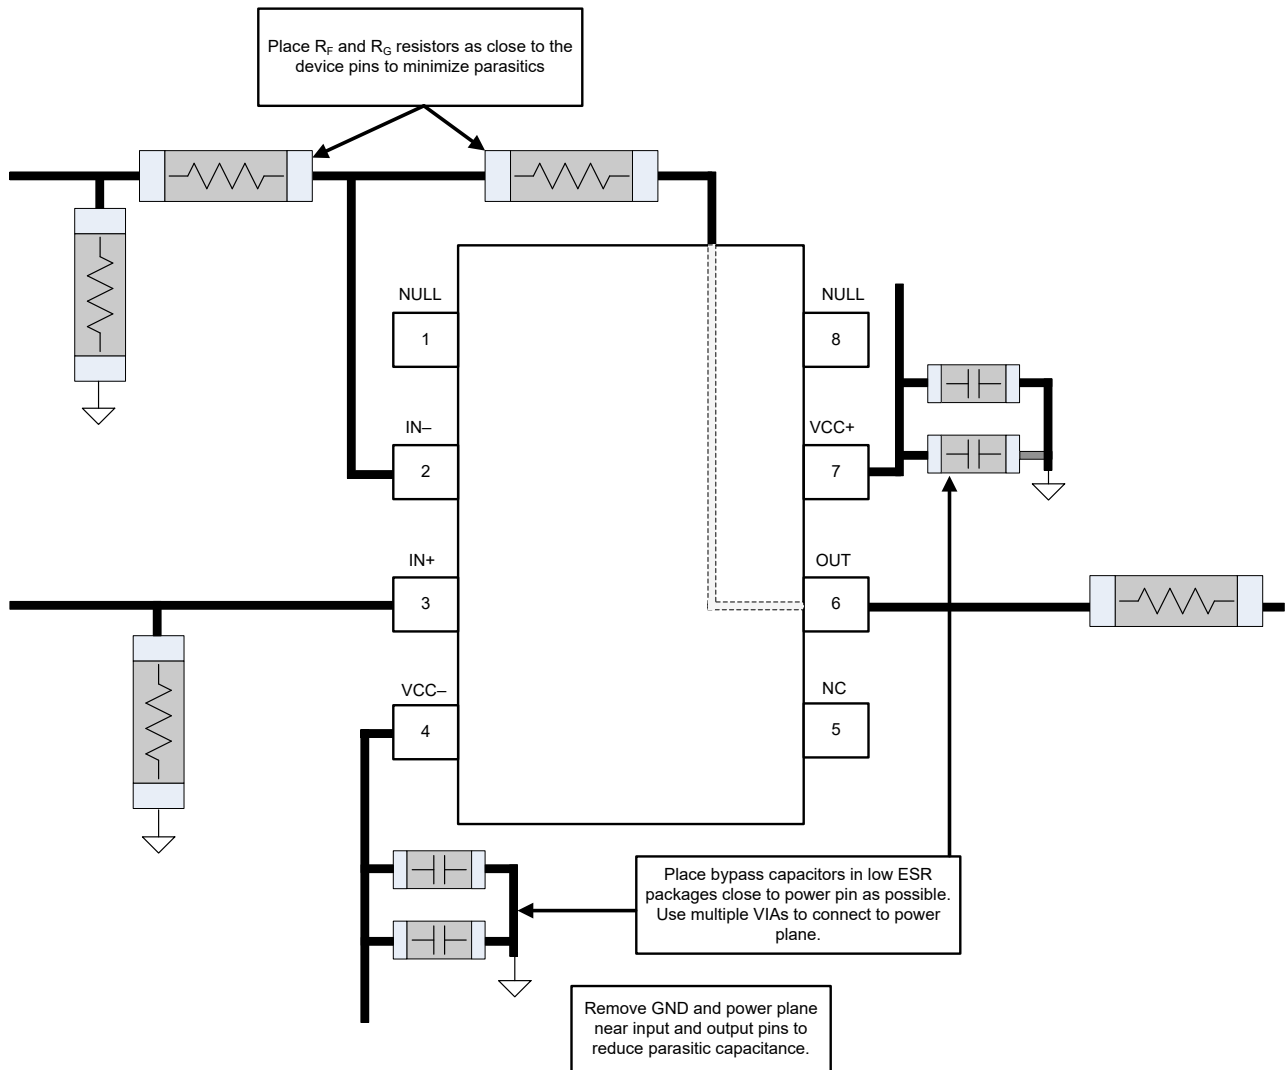 Place RF and RG resistors as close to the
device pins to minimize parasitics
NULL
1
NULL
8
IN–
2
VCC+
7
IN+
3
OUT
6
VCC–
4
NC
5
Place bypass capacitors in low ESR
packages close to power pin as possible.
Use multiple VIAs to connect to power
plane.
Remove GND and power plane
near input and output pins to
reduce parasitic capacitance.